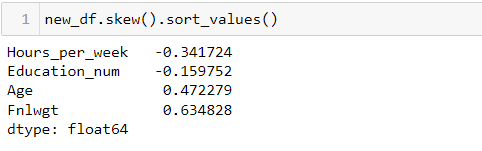 1 new_df.skew().sort_values()
Hours_per_week -0.341724
Education_num -0.159752
Age 0.472279
Fnlwgt 0.634828
dtype: float64